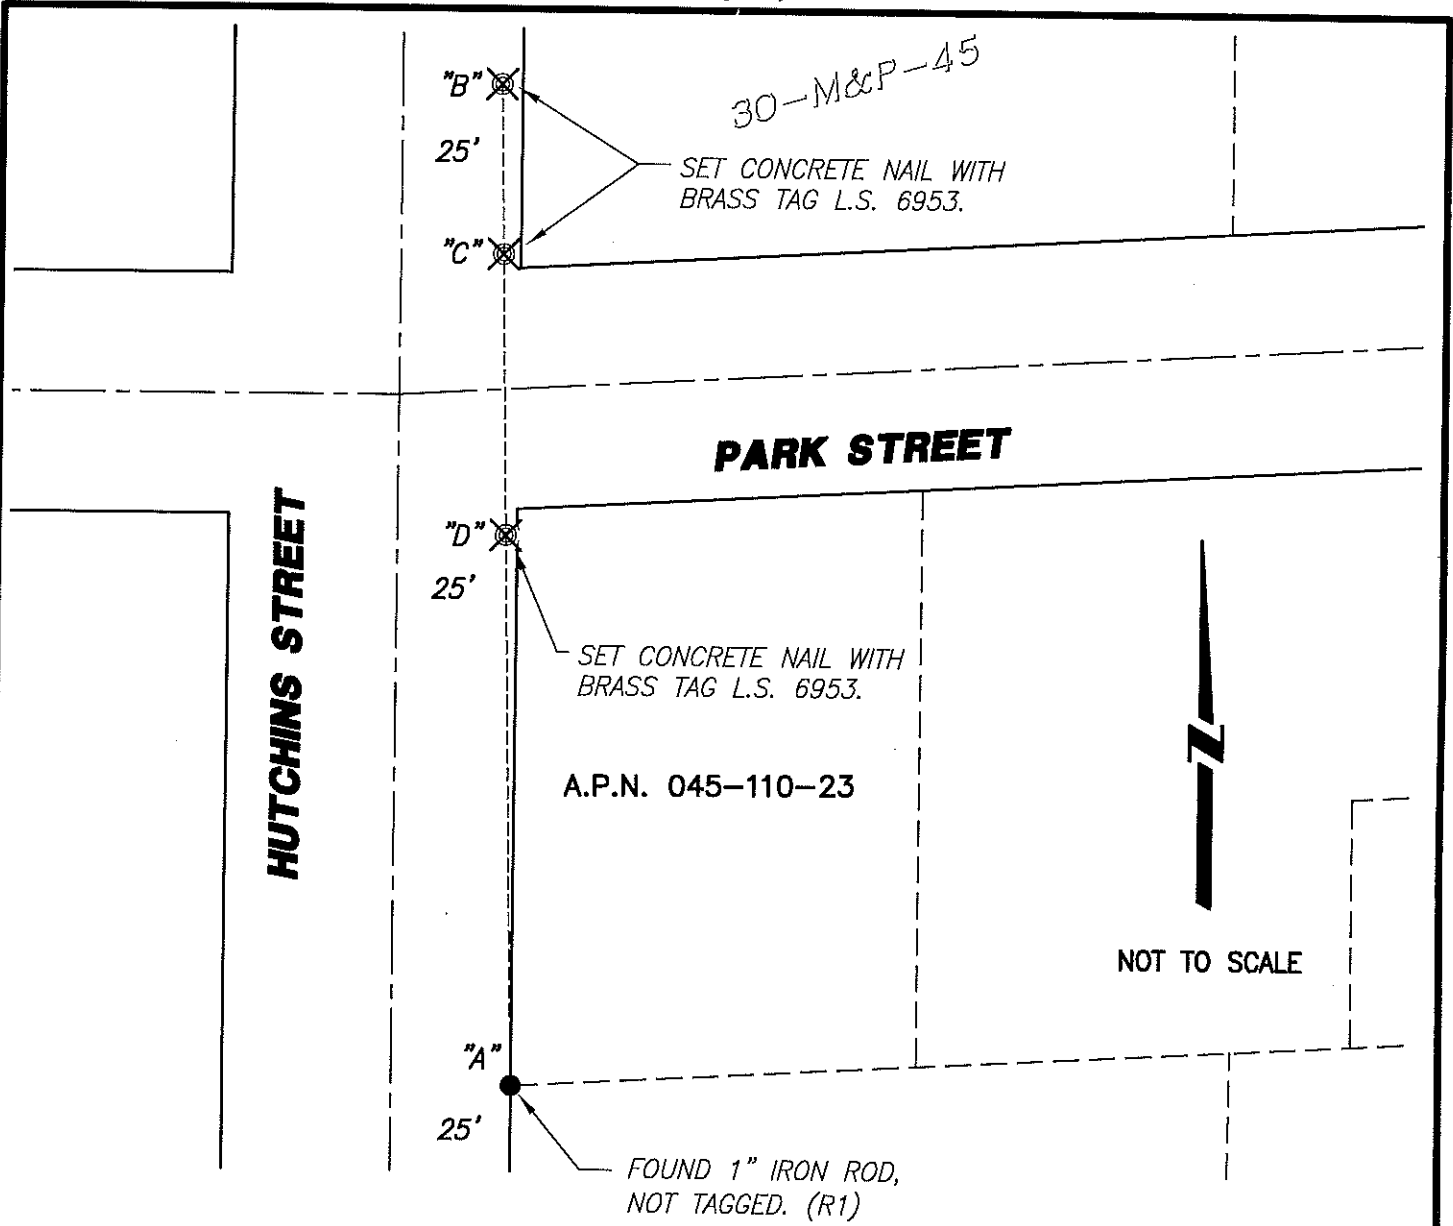 30-M&P-45
"B"
25'
SET CONCRETE NAIL WITH
BRASS TAG L.S. 6953.
"C"
PARK STREET
HUTCHINS STREET
"D"
25'
SET CONCRETE NAIL WITH
BRASS TAG L.S. 6953.
A.P.N. 045-110-23
N
NOT TO SCALE
"A"
25'
FOUND 1" IRON ROD,
NOT TAGGED. (R1)